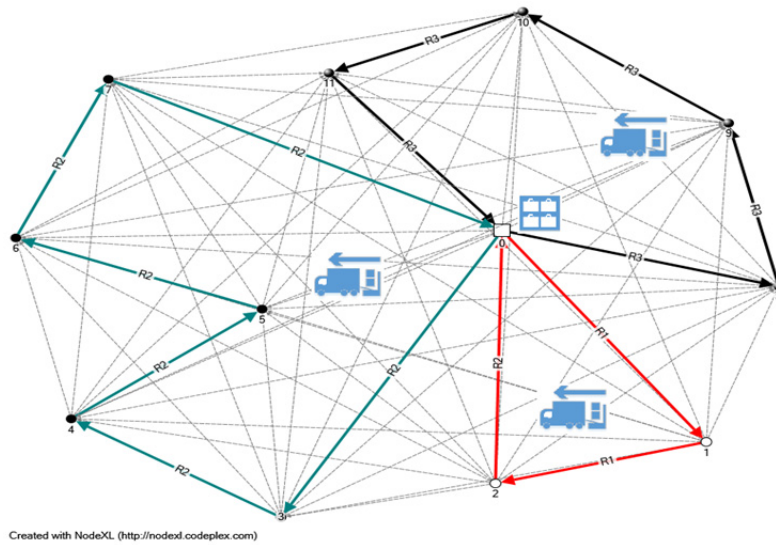 10
R3
R3
7
11
9
R2
R2
R3
R3
0
6
R3
R2
5
R1
R2
R2
R2
4
1
R1
2
R2
3
Created with NodeXL (http://nodexl.codeplex.com)